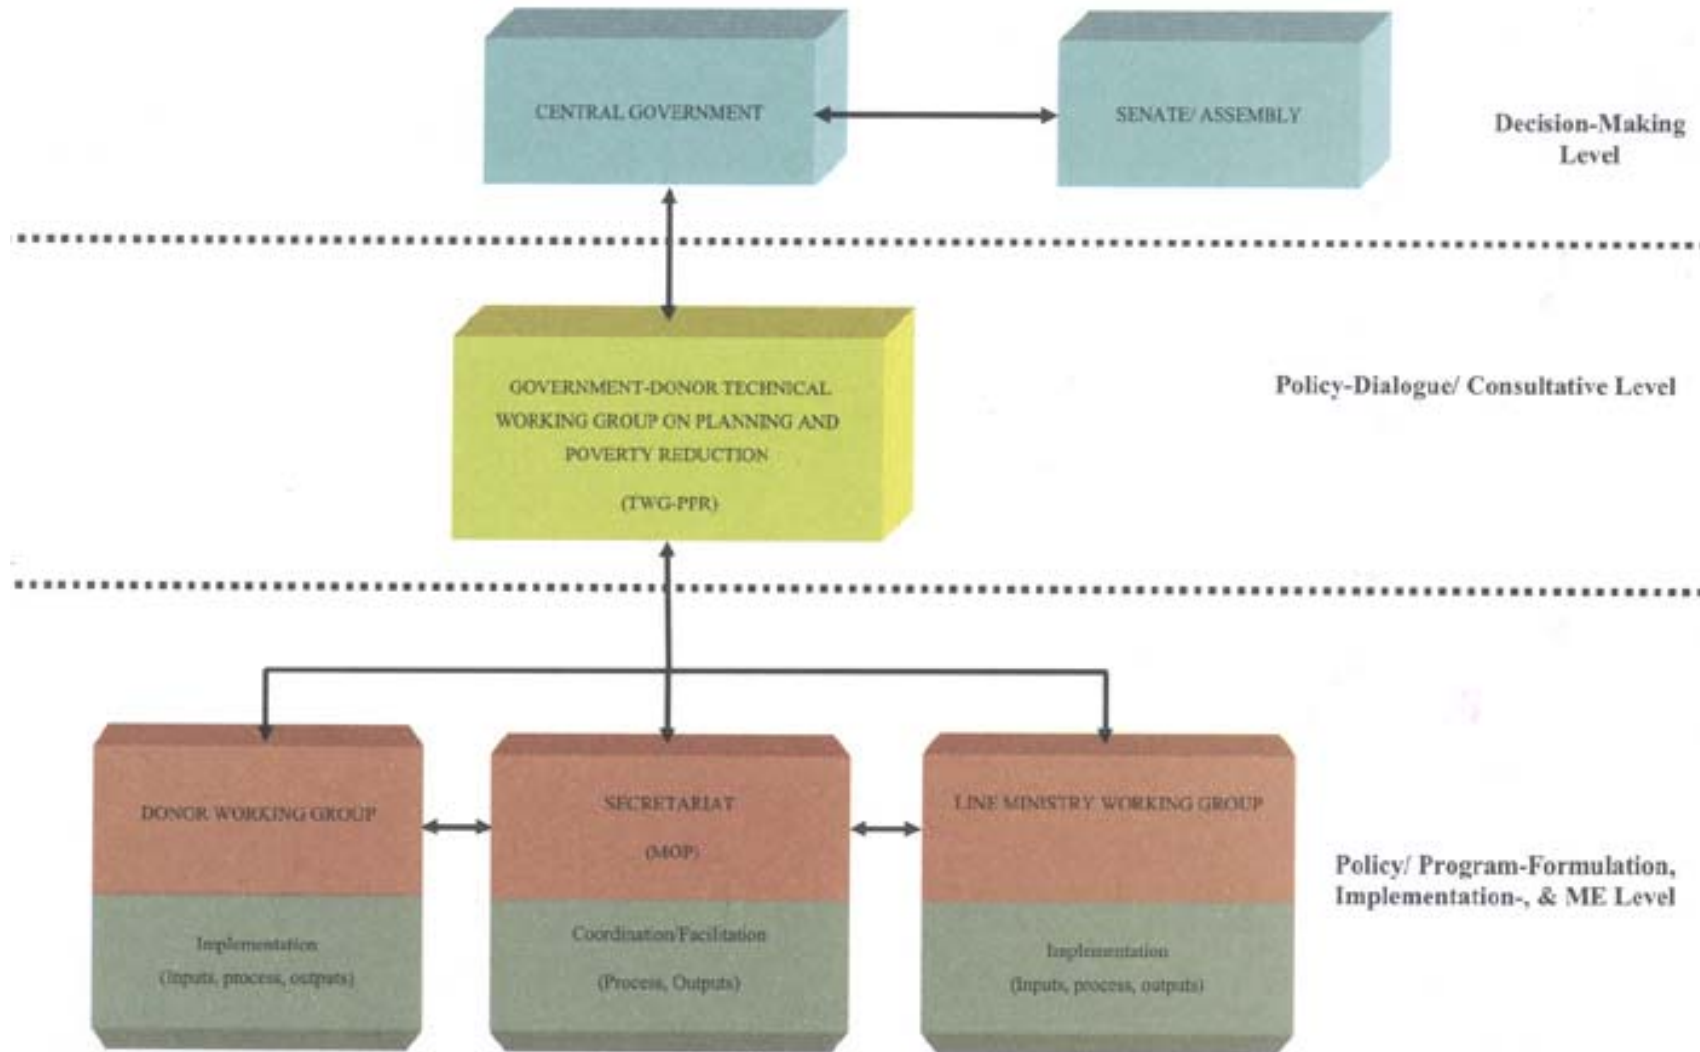 CENTRAL GOVERNMENT
SENATE/ ASSEMBLY
Decision-Making
Level
GOVERNMENT-DONOR TECHNICAL
WORKING GROUP ON PLANNING AND
POVERTY REDUCTION
(TWG-PPR)
Policy-Dialogue/ Consultative Level
DONOR WORKING GROUP
SECRETARIAT
(MOP)
LINE MINISTRY WORKING GROUP
Implementation
(Inputs, process, outputs)
Coordination/Facilitation
(Process, Outputs)
Implementation
(Inputs, process, outputs)
Policy/ Program-Formulation,
Implementation-, & ME Level